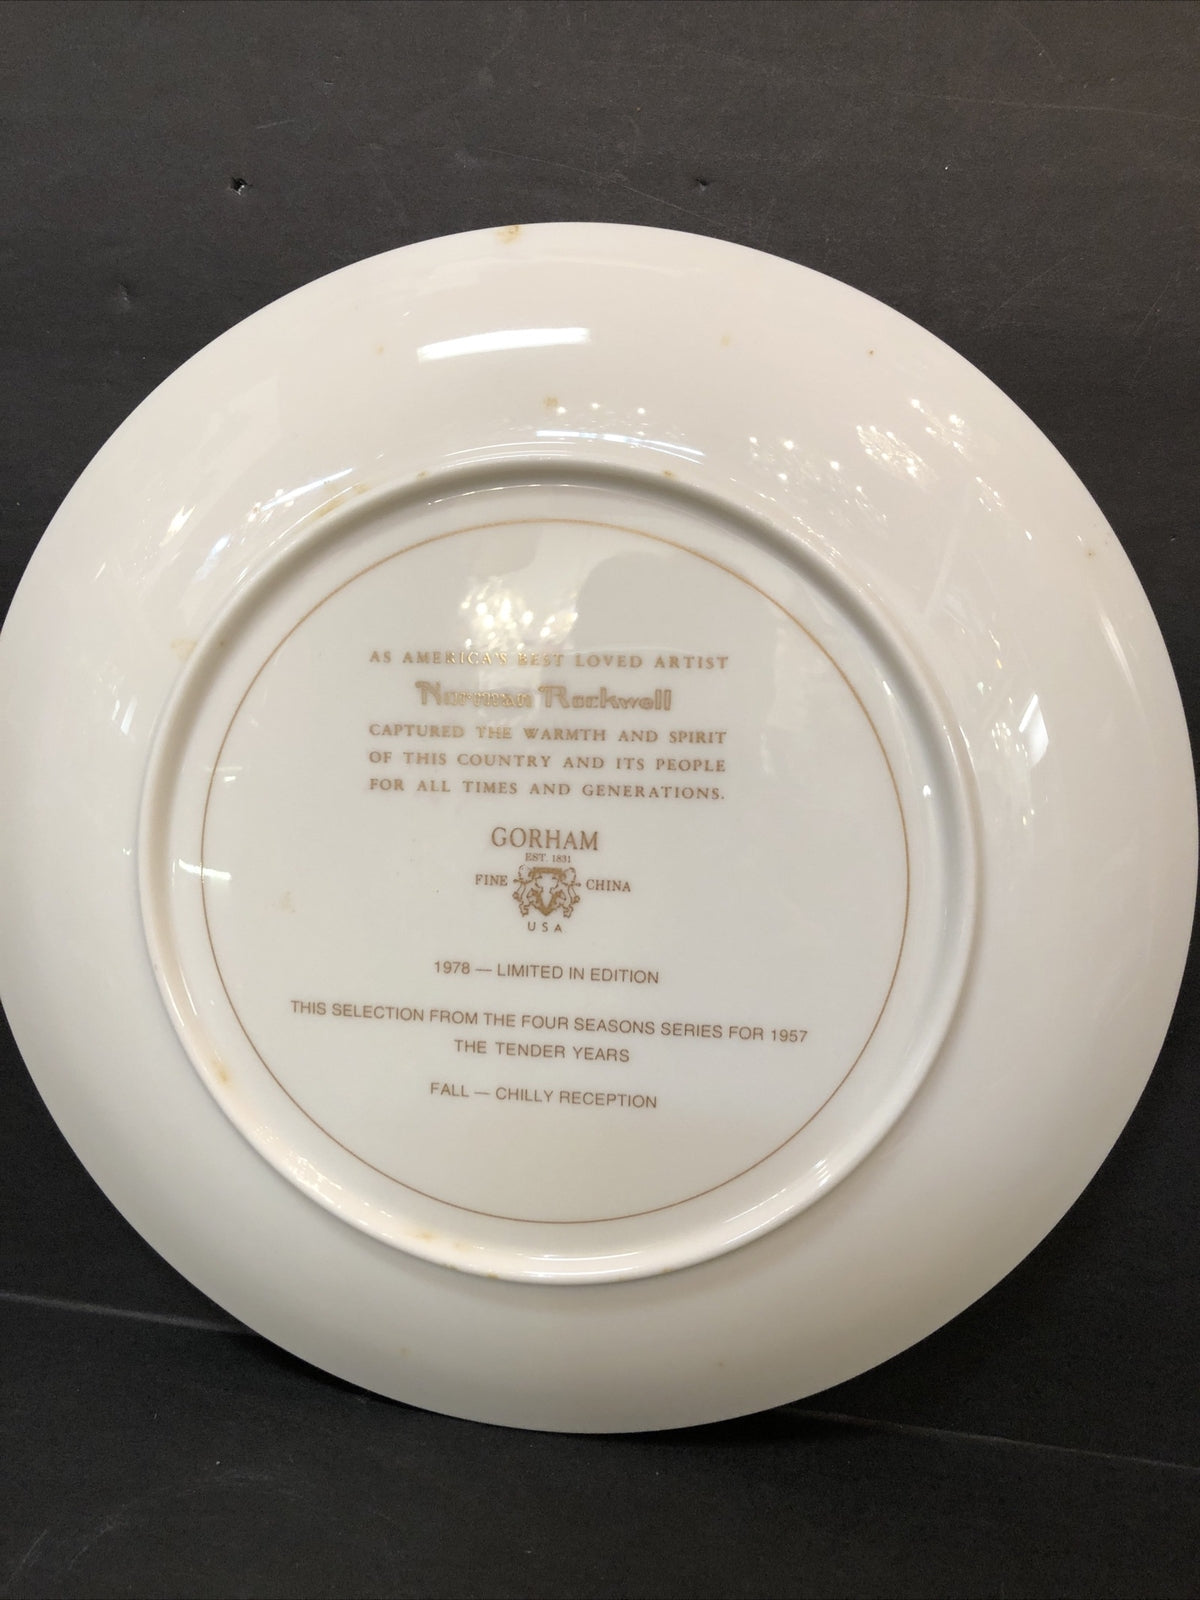 AS AMERICA'S BEST LOVED ARTIST
Norman Rockwell
CAPTURED THE WARMTH AND SPIRIT
OF THIS COUNTRY AND ITS PEOPLE
FOR ALL TIMES AND GENERATIONS.
GORHAM
EST. 1831
FINE CHINA
USA
1978 — LIMITED IN EDITION
THIS SELECTION FROM THE FOUR SEASONS SERIES FOR 1957
THE TENDER YEARS
FALL — CHILLY RECEPTION